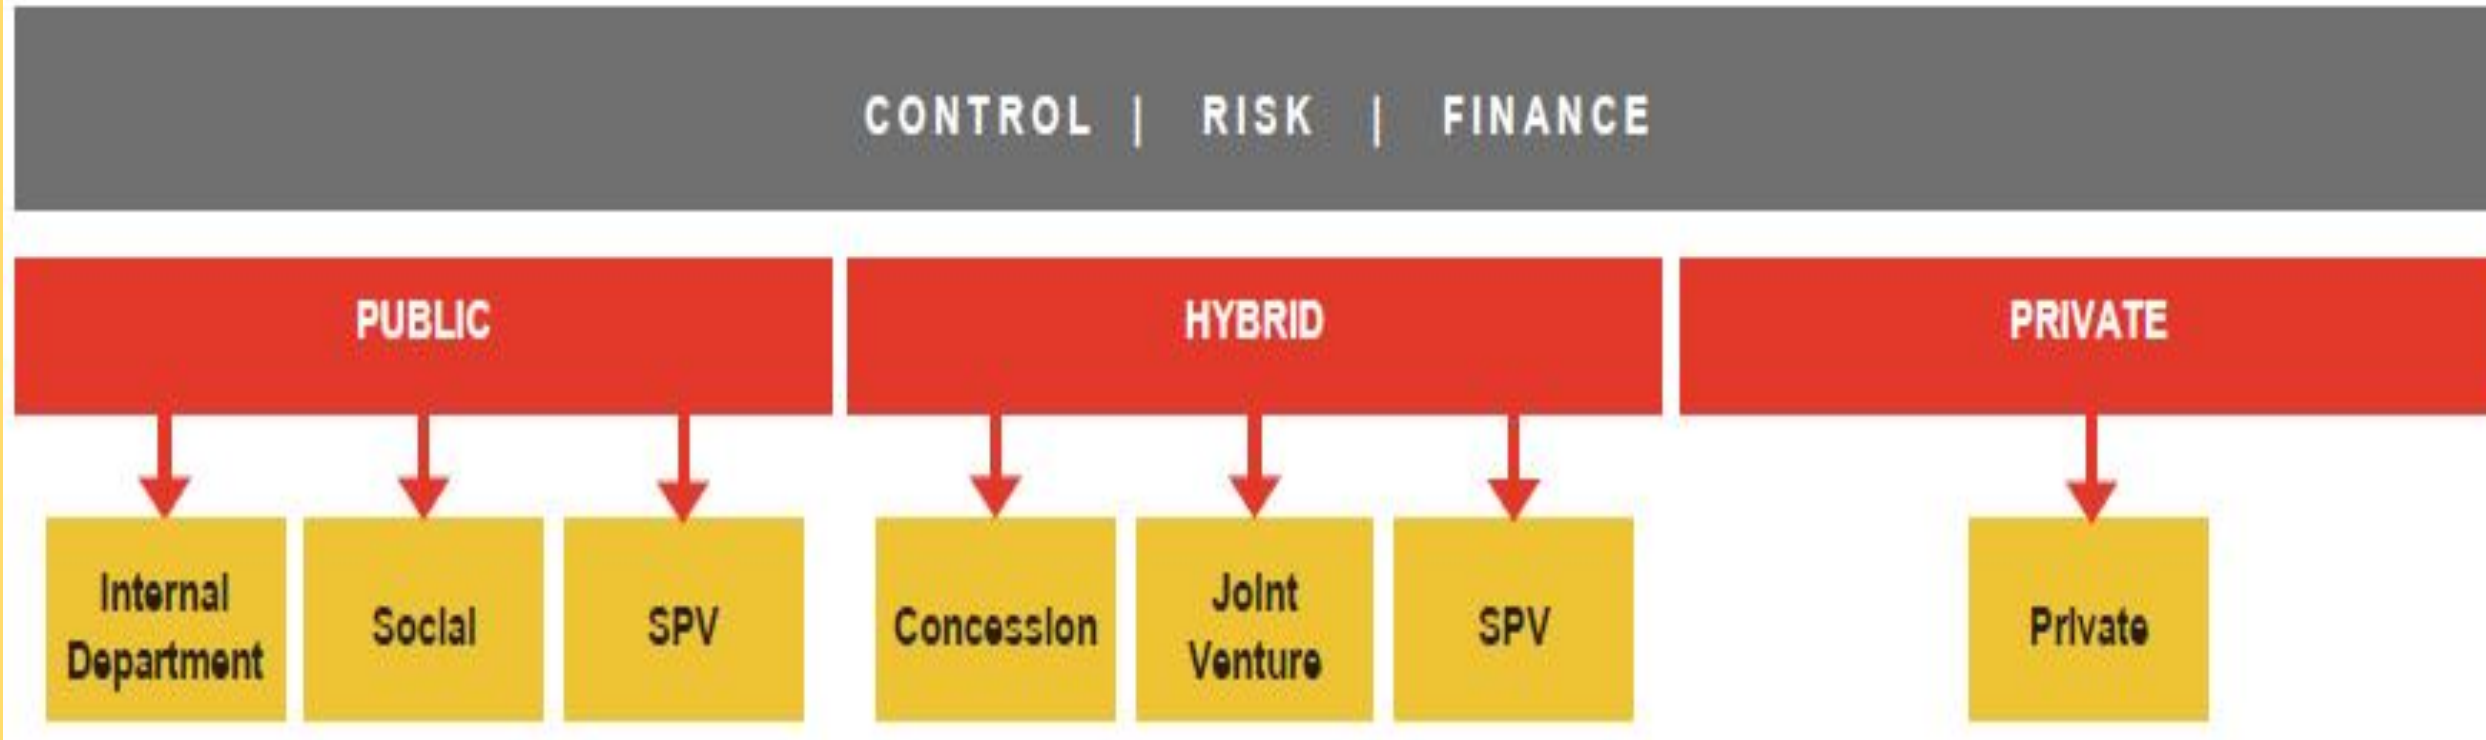 CONTROL | RISK | FINANCE
PUBLIC
HYBRID
PRIVATE
Internal
Department
Social
SPV
Concession
Joint
Venture
SPV
Private